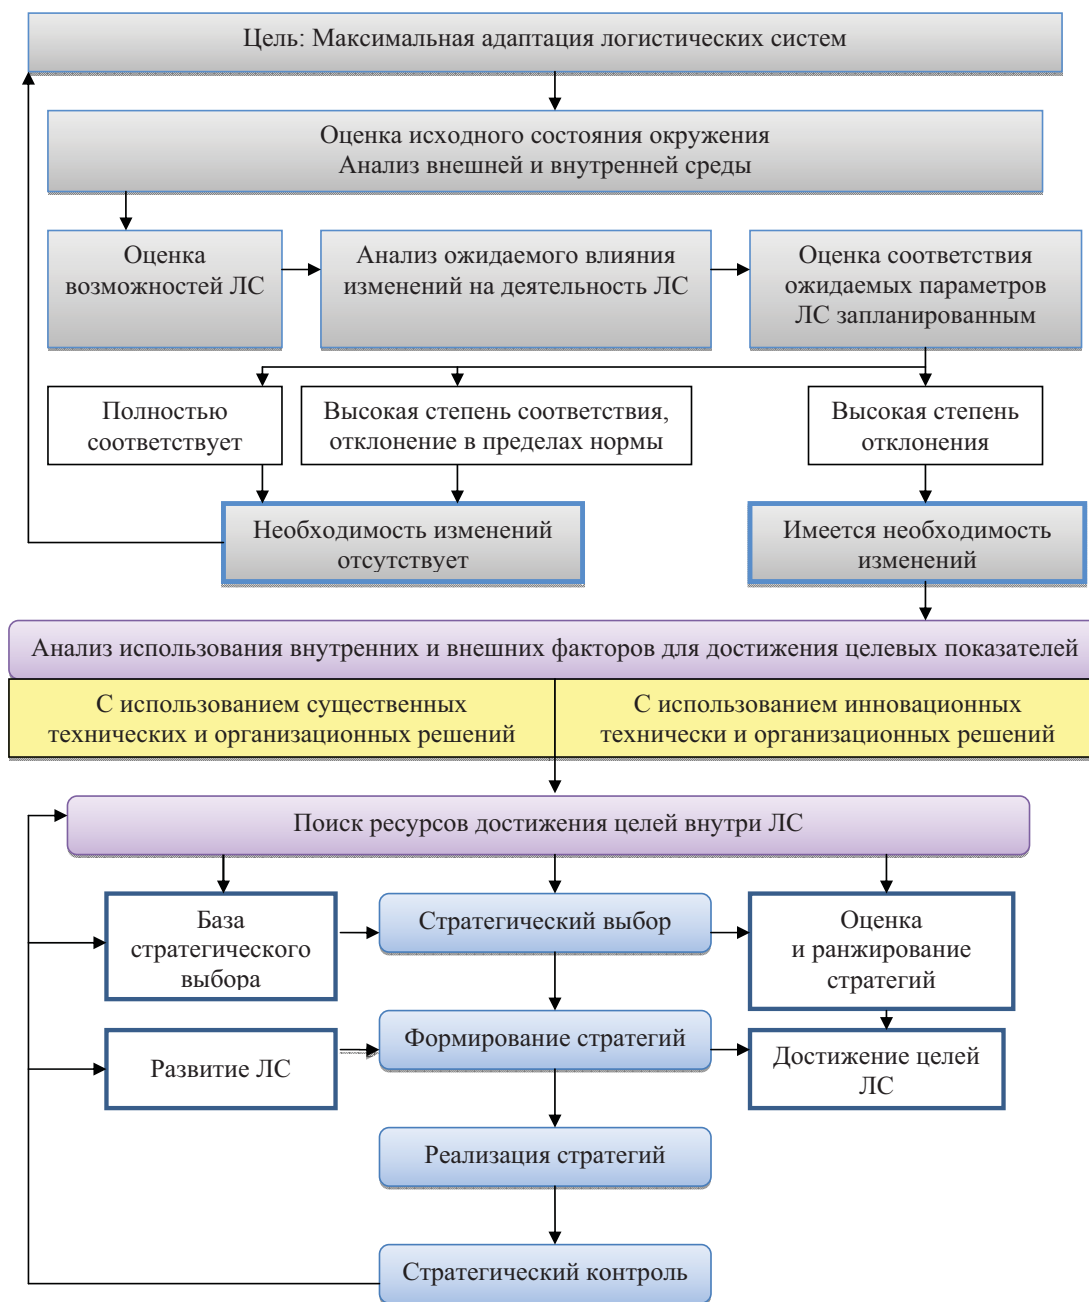 Цель: Максимальная адаптация логистических систем
Оценка исходного состояния окружения
Анализ внешней и внутренней среды
Оценка
возможностей ЛС
Анализ ожидаемого влияния
изменений на деятельность ЛС
Оценка соответствия
ожидаемых параметров
ЛС запланированным
Полностью
соответствует
Высокая степень соответствия,
отклонение в пределах нормы
Высокая степень
отклонения
Необходимость изменений
отсутствует
Имеется необходимость
изменений
Анализ использования внутренних и внешних факторов для достижения целевых показателей
С использованием существенных
технических и организационных решений
С использованием инновационных
технически и организационных решений
Поиск ресурсов достижения целей внутри ЛС
База
стратегического
выбора
Стратегический выбор
Оценка
и ранжирование
стратегий
Развитие ЛС
Формирование стратегий
Достижение целей
ЛС
Реализация стратегий
Стратегический контроль